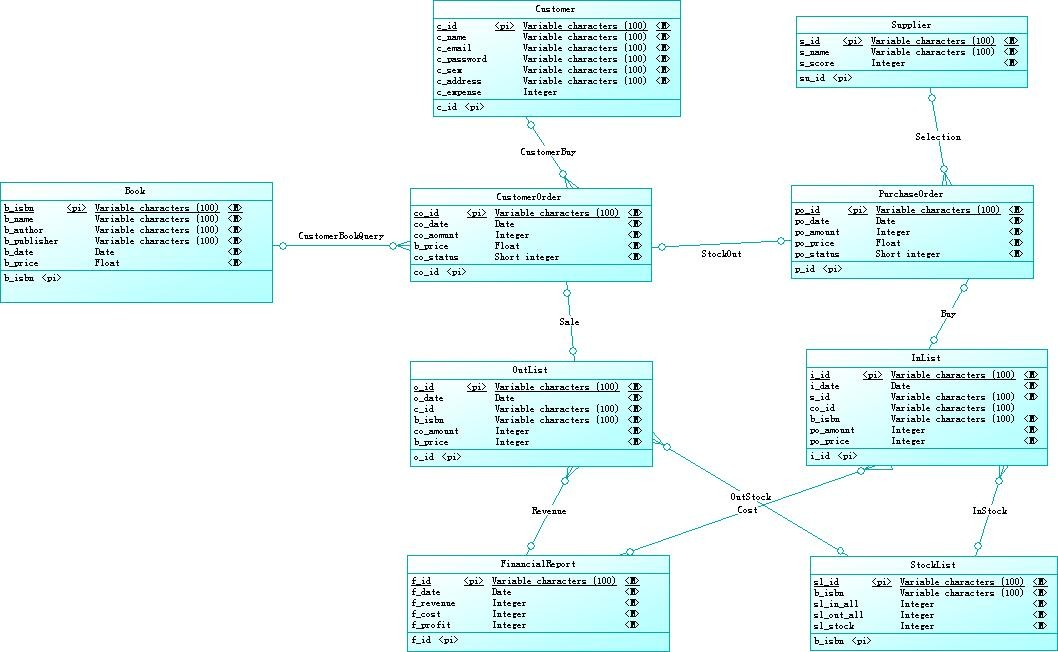 Customer
c_id <pi> Variable characters (100) <M>
c_name Variable characters (100) <M>
c_email Variable characters (100) <M>
c_password Variable characters (100) <M>
c_sex Variable characters (100) <M>
c_address Variable characters (100) <M>
c_expense Integer
c_id <pi>
Supplier
s_id <pi> Variable characters (100) <M>
s_name Variable characters (100) <M>
s_score Integer <M>
su_id <pi>
CustomerBuy
Selection
Book
b_isbn <pi> Variable characters (100) <M>
b_name Variable characters (100) <M>
b_author Variable characters (100) <M>
b_publisher Variable characters (100) <M>
b_date Date <M>
b_price Float <M>
b_isbn <pi>
CustomerBookQuery
CustomerOrder
co_id <pi> Variable characters (100) <M>
co_date Date <M>
co_aomunt Integer <M>
b_price Float <M>
co_status Short integer <M>
co_id <pi>
StockOut
PurchaseOrder
po_id <pi> Variable characters (100) <M>
po_date Date <M>
po_amount Integer <M>
po_price Float <M>
po_status Short integer <M>
p_id <pi>
Sale
Buy
OutList
o_id <pi> Variable characters (100) <M>
o_date Date <M>
c_id Variable characters (100) <M>
b_isbn Variable characters (100) <M>
co_amount Integer <M>
b_price Integer <M>
o_id <pi>
InList
i_id <pi> Variable characters (100) <M>
i_date Date <M>
s_id Variable characters (100) <M>
co_id Variable characters (100)
b_isbn Variable characters (100) <M>
po_amount Integer <M>
po_price Integer <M>
i_id <pi>
Revenue
OutStock
Cost
InStock
FinancialReport
f_id <pi> Variable characters (100) <M>
f_date Date <M>
f_revenue Integer <M>
f_cost Integer <M>
f_profit Integer <M>
f_id <pi>
StockList
sl_id <pi> Variable characters (100) <M>
b_isbn Variable characters (100) <M>
sl_in_all Integer <M>
sl_out_all Integer <M>
sl_stock Integer <M>
b_isbn <pi>